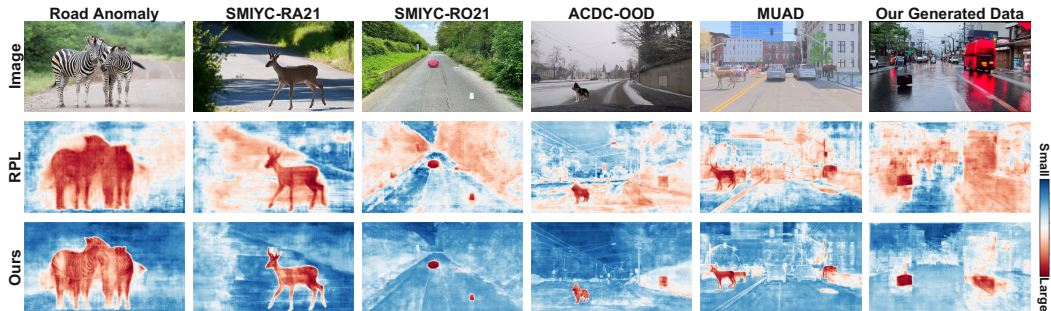 Road Anomaly SMIYC-RA21 SMIYC-RO21 ACDC-OOD MUAD Our Generated Data
Image
RPL
Ours
Small
Large